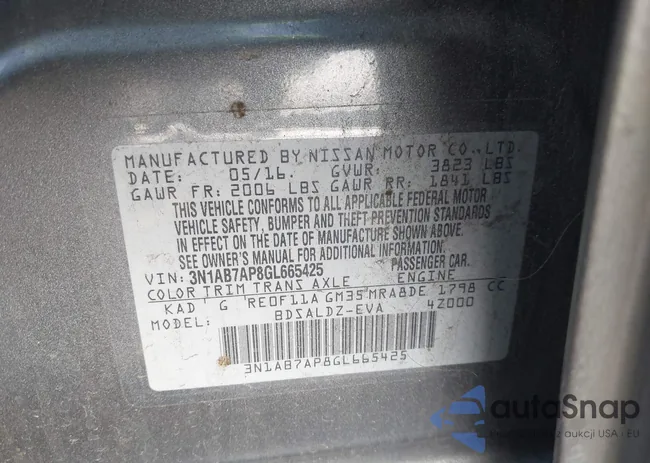 MANUFACTURED BY NISSAN MOTOR CO.,LTD.
DATE: 05/16. GVWR: 3823 LBS
GAWR FR: 2006 LBS GAWR RR: 1841 LBS
THIS VEHICLE CONFORMS TO ALL APPLICABLE FEDERAL MOTOR
VEHICLE SAFETY, BUMPER AND THEFT PREVENTION STANDARDS
IN EFFECT ON THE DATE OF MANUFACTURE SHOWN ABOVE.
SEE OWNER'S MANUAL FOR ADDITIONAL INFORMATION.
VIN: 3N1AB7AP8GL665425 PASSENGER CAR.
COLOR TRIM TRANS AXLE ENGINE
KAD G RE0F11A GM35 MRA8DE 1798 CC
MODEL: BDSALDZ-EVA 4Z000
3N1AB7AP8GL665425
autoSnap
aukcji USA · EU